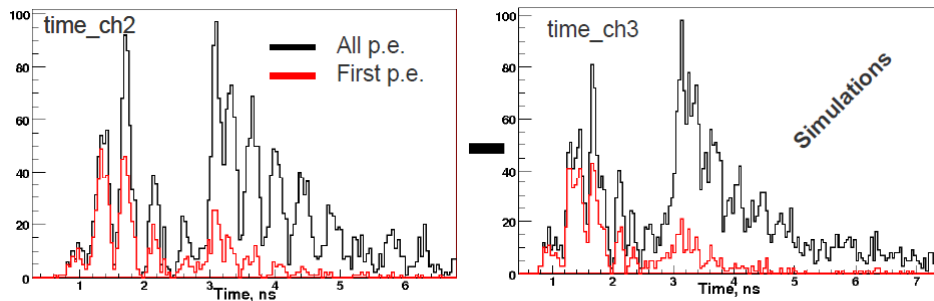 time_ch2
All p.e.
First p.e.
100
80
60
40
20
0
1 2 3 4 5 6
Time, ns
time_ch3
Simulations
100
80
60
40
20
0
1 2 3 4 5 6 7
Time, ns